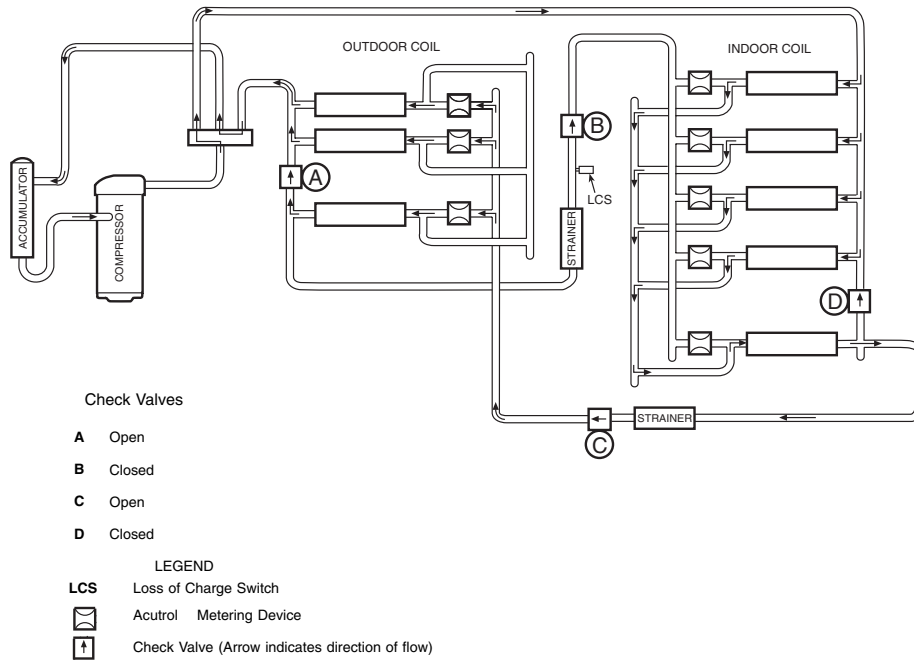 OUTDOOR COIL
INDOOR COIL
ACCUMULATOR
COMPRESSOR
A
B
LCS
STRAINER
D
STRAINER
C
Check Valves
A Open
B Closed
C Open
D Closed
LEGEND
LCS Loss of Charge Switch
Acutrol Metering Device
Check Valve (Arrow indicates direction of flow)